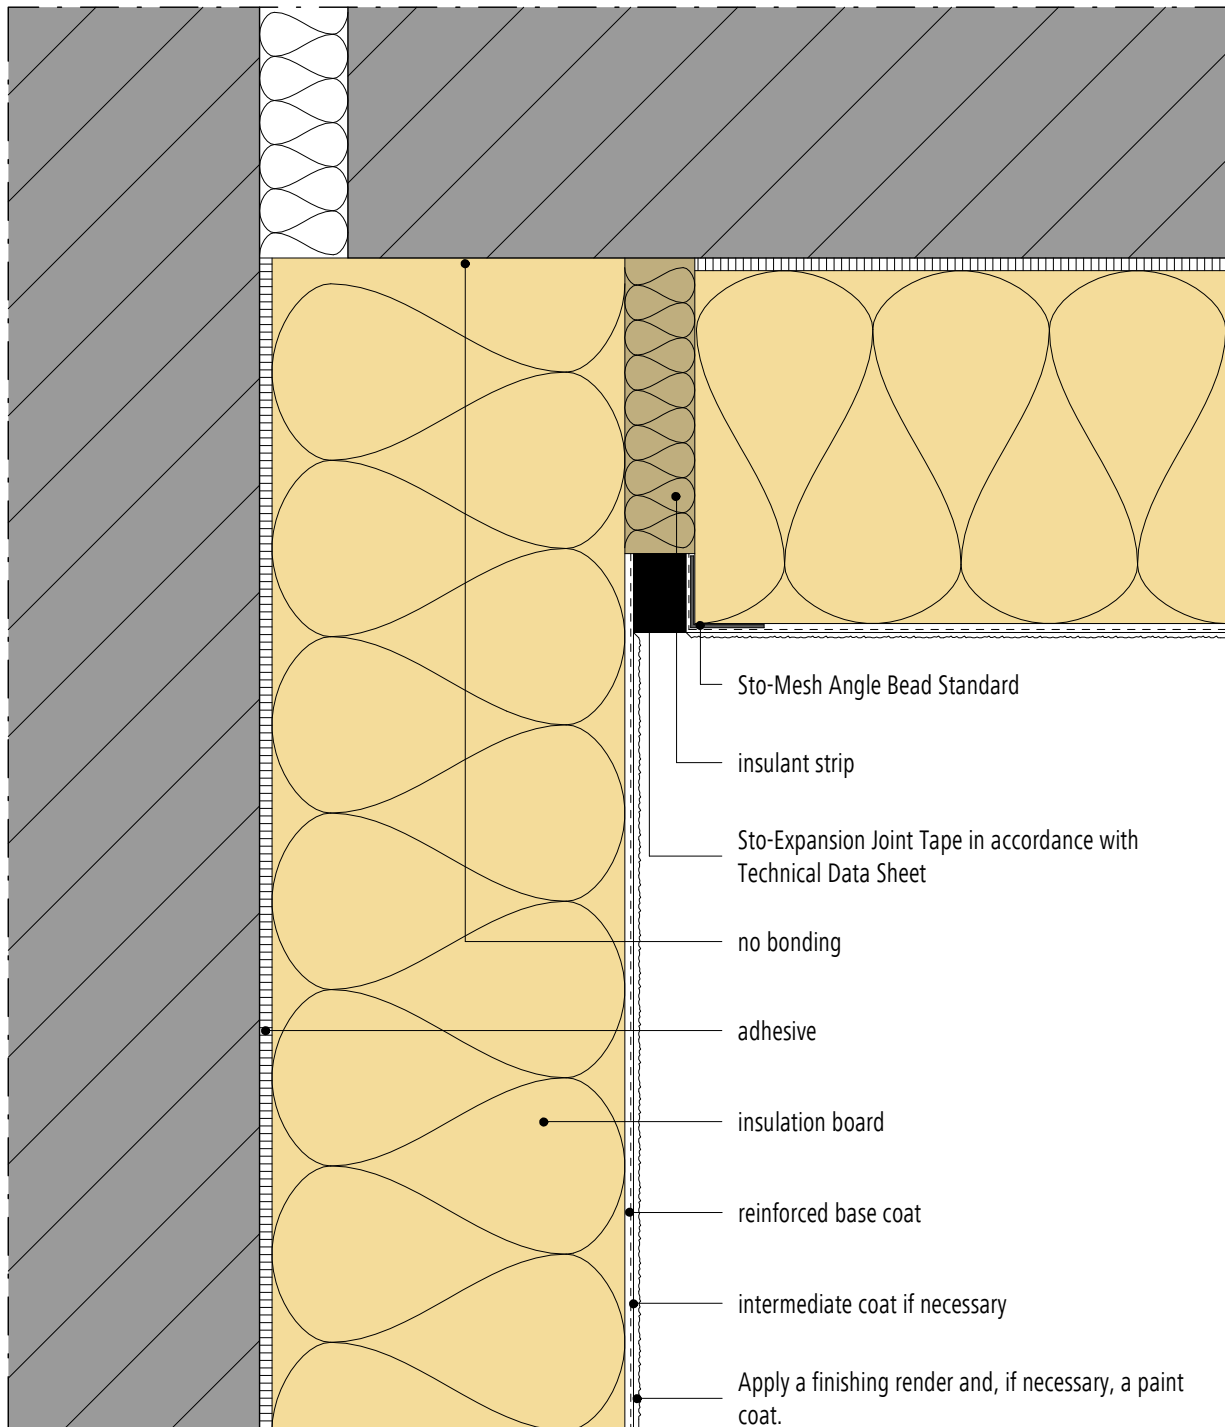 Sto-Mesh Angle Bead Standard
insulant strip
Sto-Expansion Joint Tape in accordance with
Technical Data Sheet
no bonding
adhesive
insulation board
reinforced base coat
intermediate coat if necessary
Apply a finishing render and, if necessary, a paint
coat.